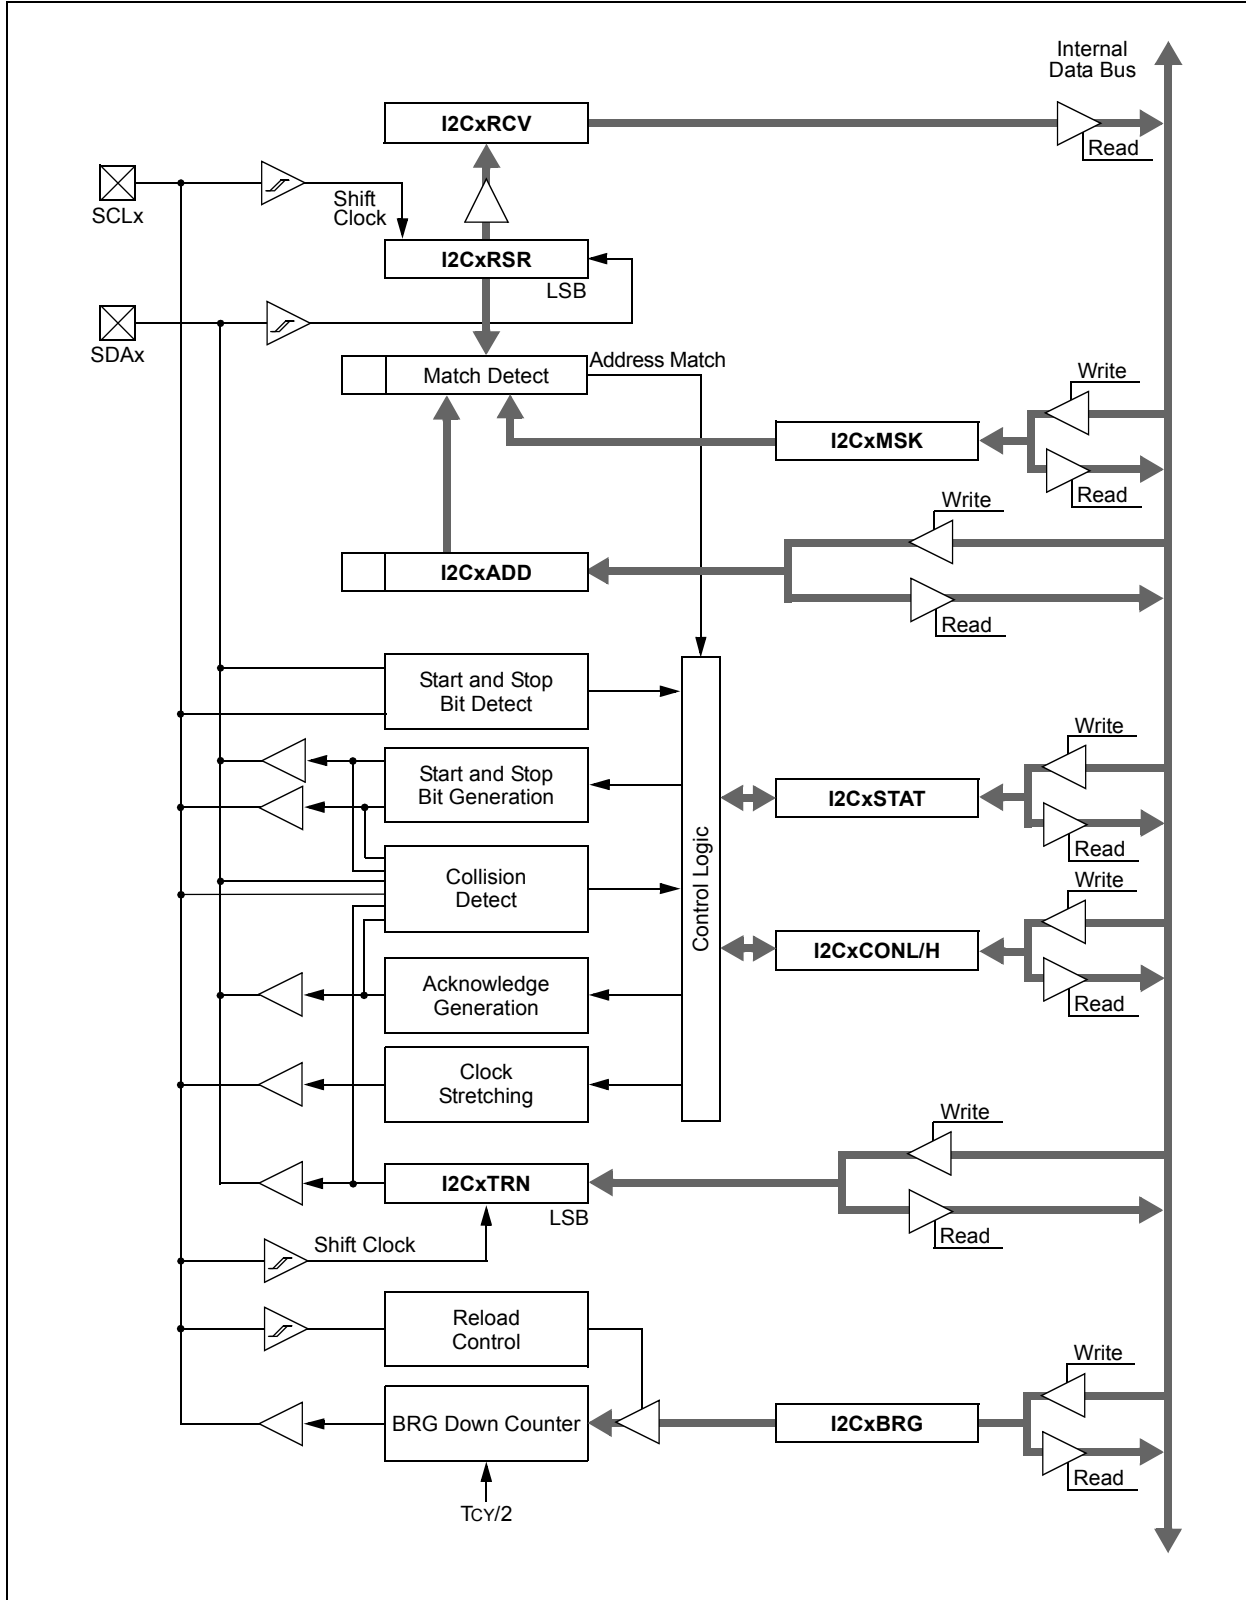 Internal
Data Bus
I2CxRCV
Read
SCLx
Shift
Clock
I2CxRSR
LSB
SDAx
Match Detect
Address Match
Write
I2CxMSK
Read
Write
I2CxADD
Read
Start and Stop
Bit Detect
Start and Stop
Bit Generation
Write
I2CxSTAT
Read
Collision
Detect
Control Logic
Write
I2CxCONL/H
Read
Acknowledge
Generation
Clock
Stretching
Write
I2CxTRN
LSB
Read
Shift Clock
Reload
Control
Write
BRG Down Counter
I2CxBRG
Read
TCY/2